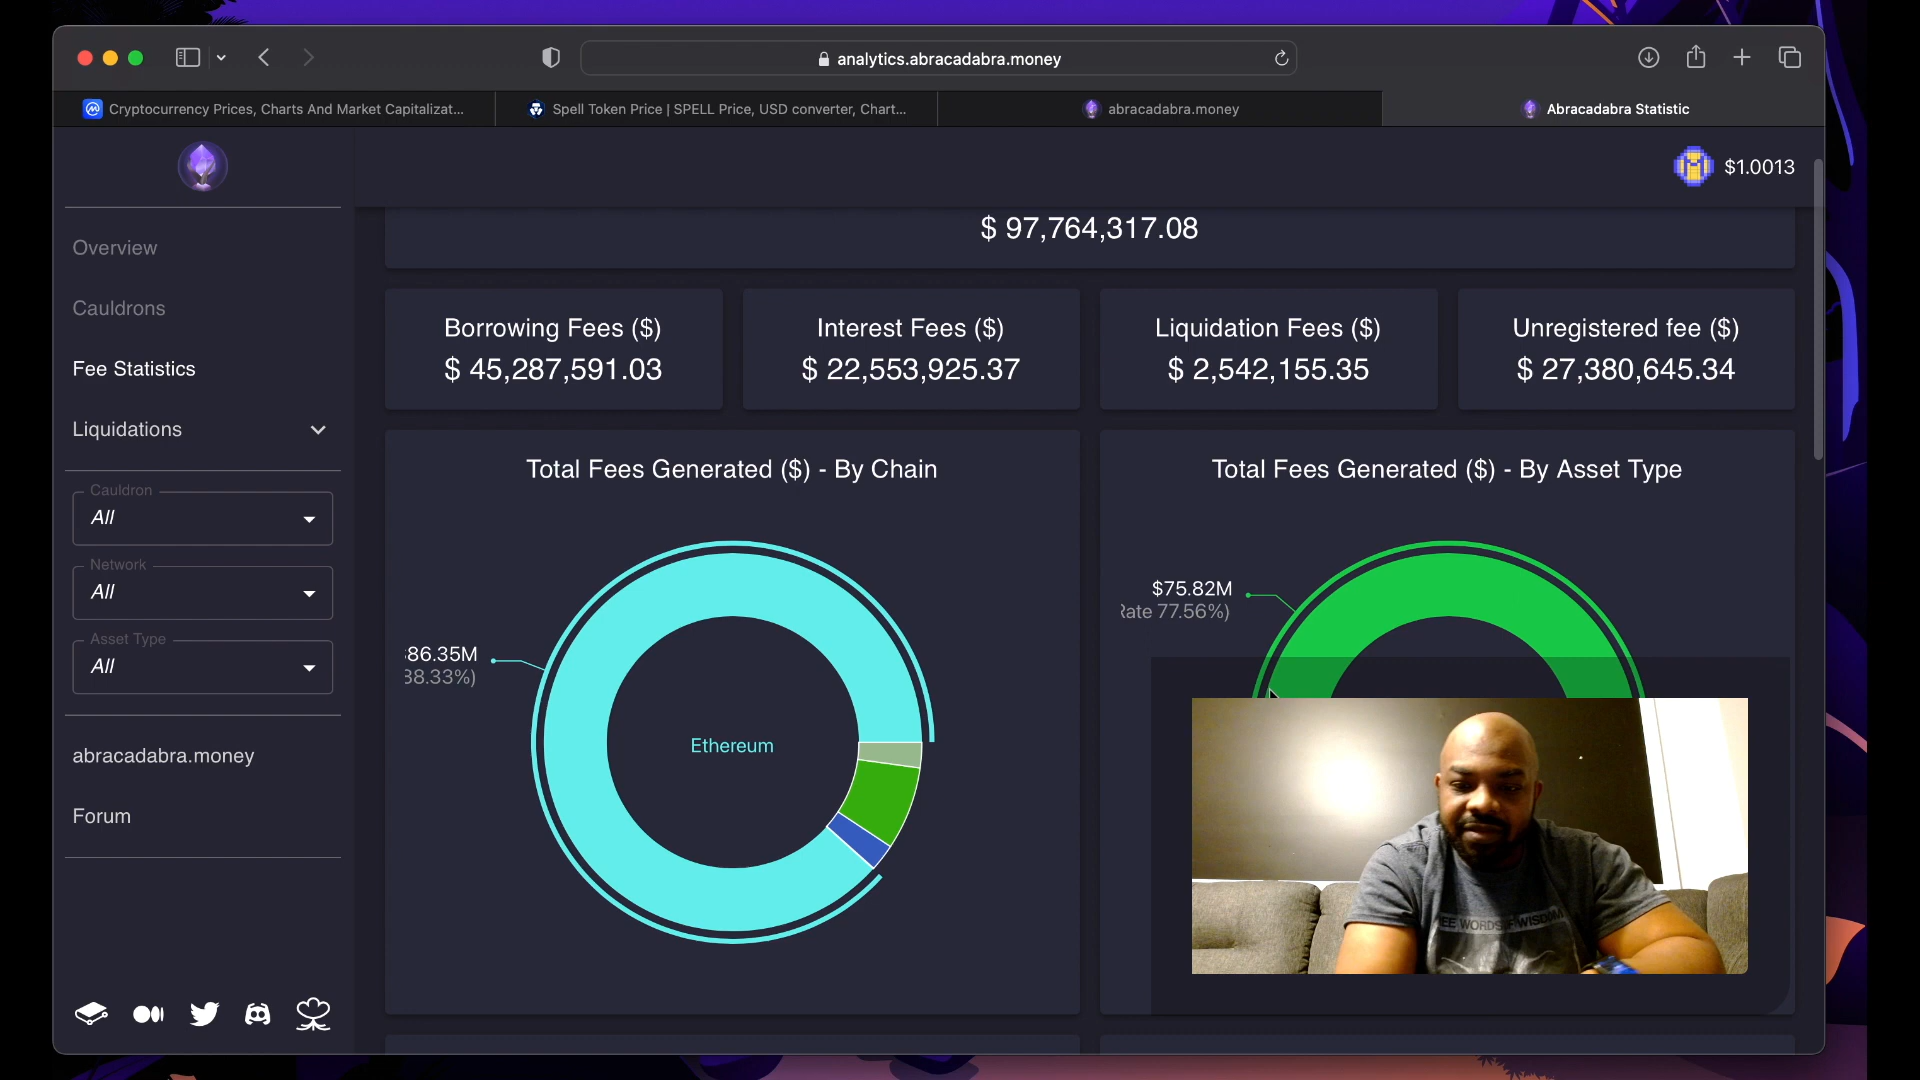 analytics.abracadabra.money
Cryptocurrency Prices, Charts And Market Capitalizat...
Spell Token Price | SPELL Price, USD converter, Chart...
abracadabra.money
Abracadabra Statistic
$1.0013
Overview
Cauldrons
Fee Statistics
Liquidations
Cauldron
All
Network
All
Asset Type
All
abracadabra.money
Forum
$ 97,764,317.08
Borrowing Fees ($)
$ 45,287,591.03
Interest Fees ($)
$ 22,553,925.37
Liquidation Fees ($)
$ 2,542,155.35
Unregistered fee ($)
$ 27,380,645.34
Total Fees Generated ($) - By Chain
86.35M
38.33%)
Ethereum
Total Fees Generated ($) - By Asset Type
$75.82M
Rate 77.56%)
WORDS OF WISDOM